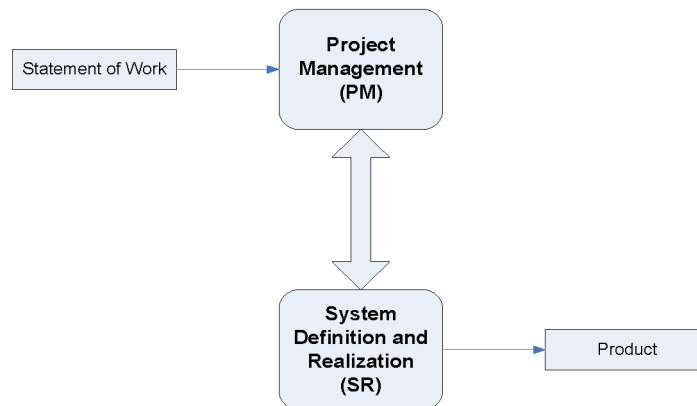 Project
Management
(PM)
Statement of Work
System
Definition and
Realization
(SR)
Product